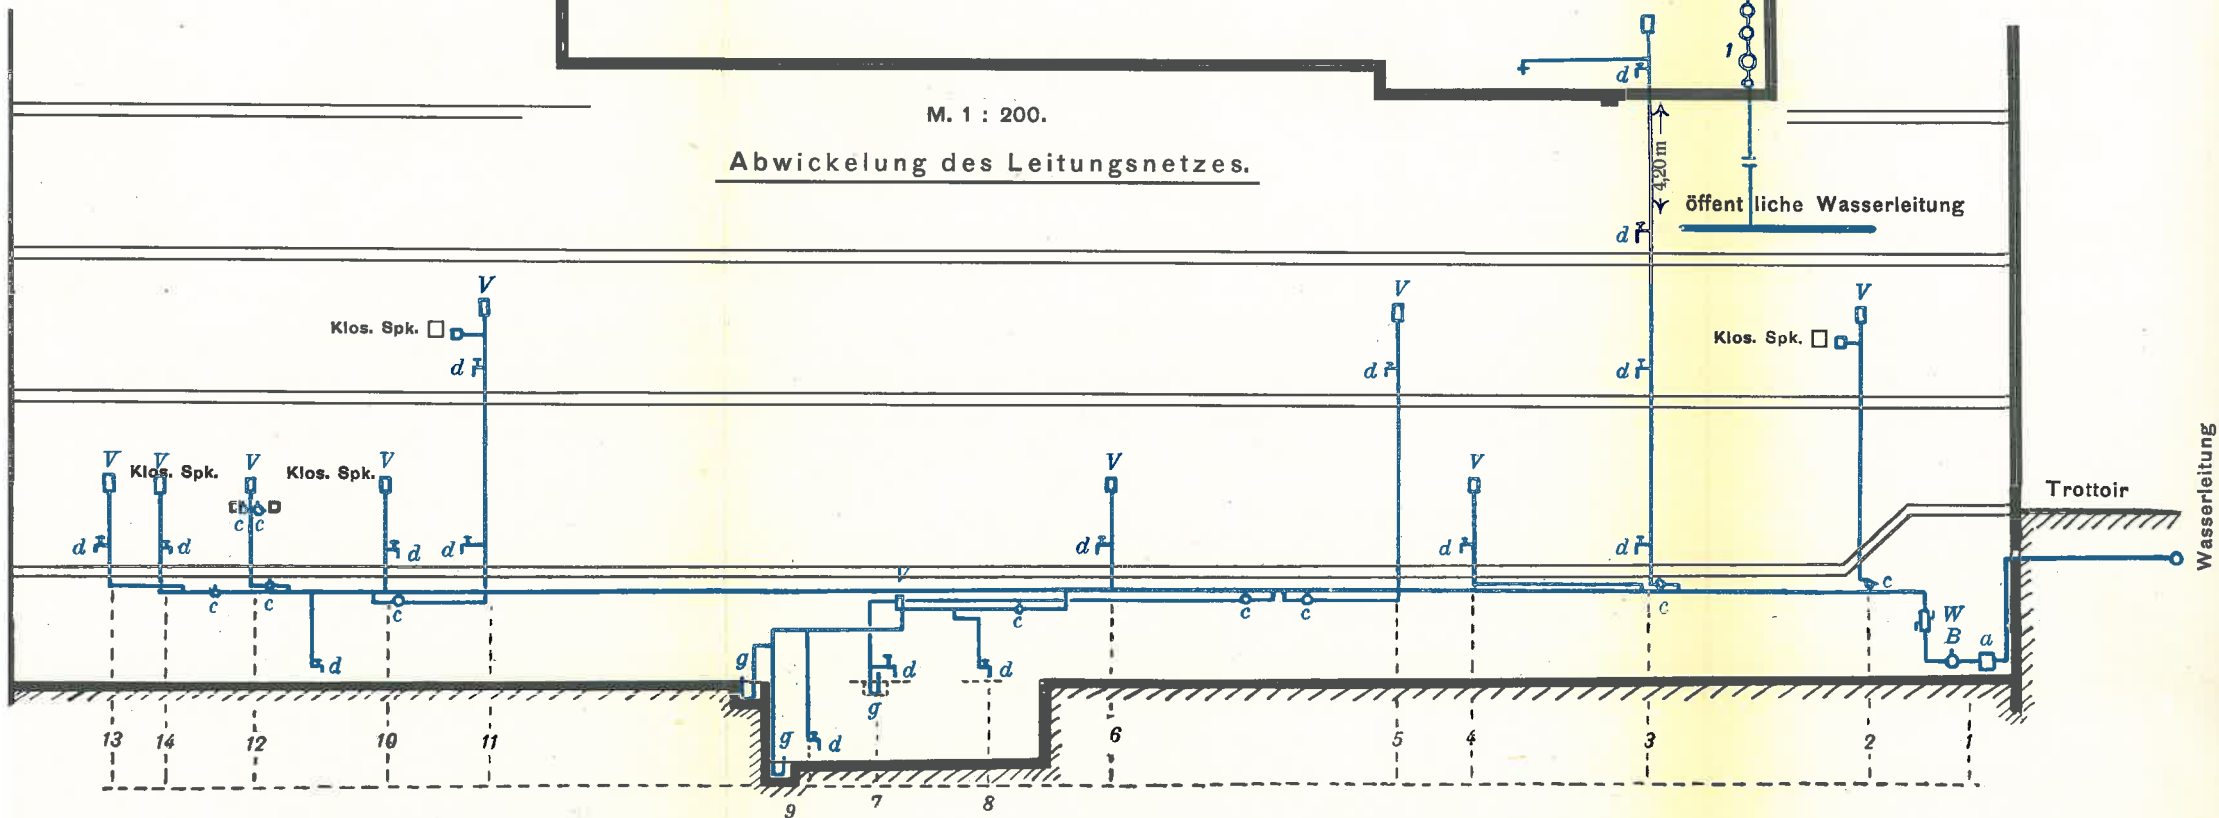 1
d
M. 1 : 200.
Abwickelung des Leitungsnetzes.
4,20 m
öffentliche Wasserleitung
d
V
V
V
Klos. Spk.
Klos. Spk.
d
d
d
Wasserleitung
V
V
Klos. Spk.
V
Klos. Spk.
V
V
V
Trottoir
c c
d
d
d
d
d
d
d
V
c
c
c
c
c
c
c
c
W
B
a
d
g
d
d
g
g
d
13
14
12
10
11
6
5
4
3
2
1
9
7
8